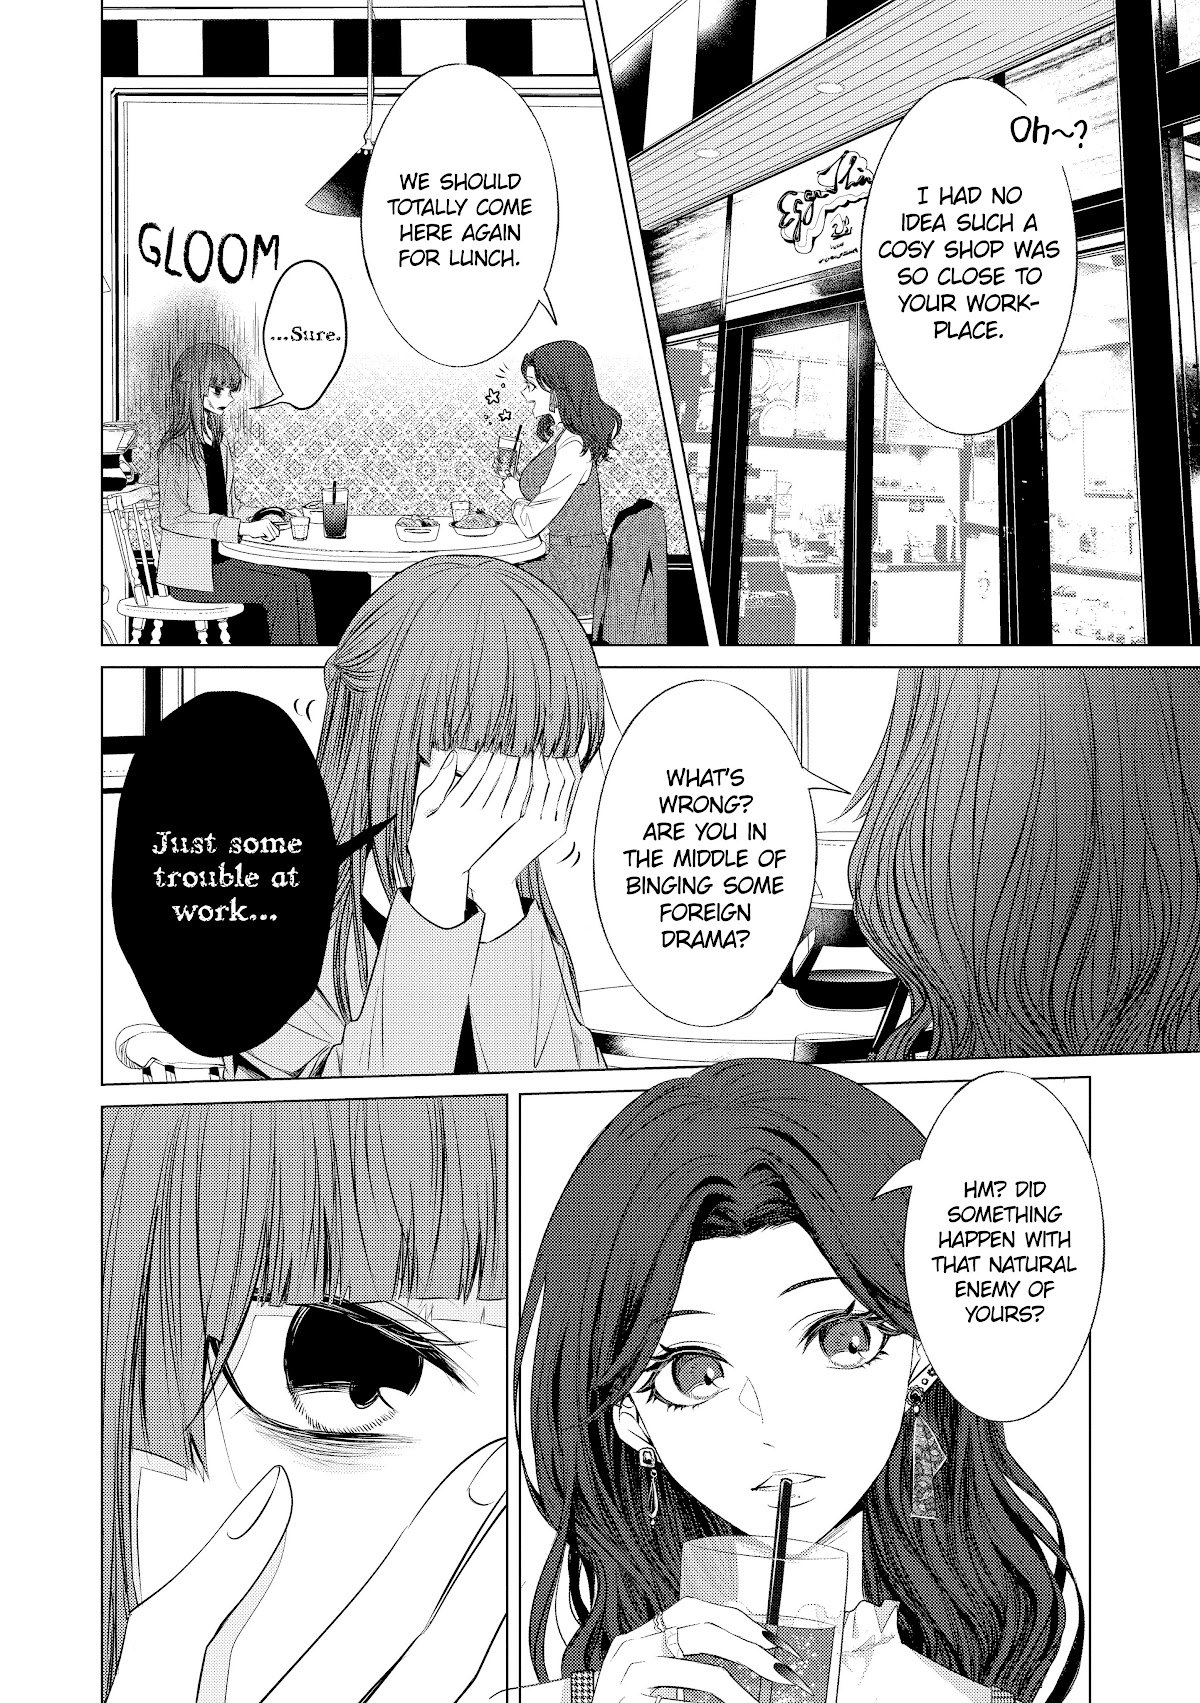 Oh~?
I HAD NO
IDEA SUCH A
COSY SHOP WAS
SO CLOSE TO
YOUR WORK-
PLACE.
WE SHOULD
TOTALLY COME
HERE AGAIN
FOR LUNCH.
GLOOM
...Sure.
WHAT'S
WRONG?
ARE YOU IN
THE MIDDLE OF
BINGING SOME
FOREIGN
DRAMA?
Just some
trouble at
work...
HM? DID
SOMETHING
HAPPEN WITH
THAT NATURAL
ENEMY OF
YOURS?